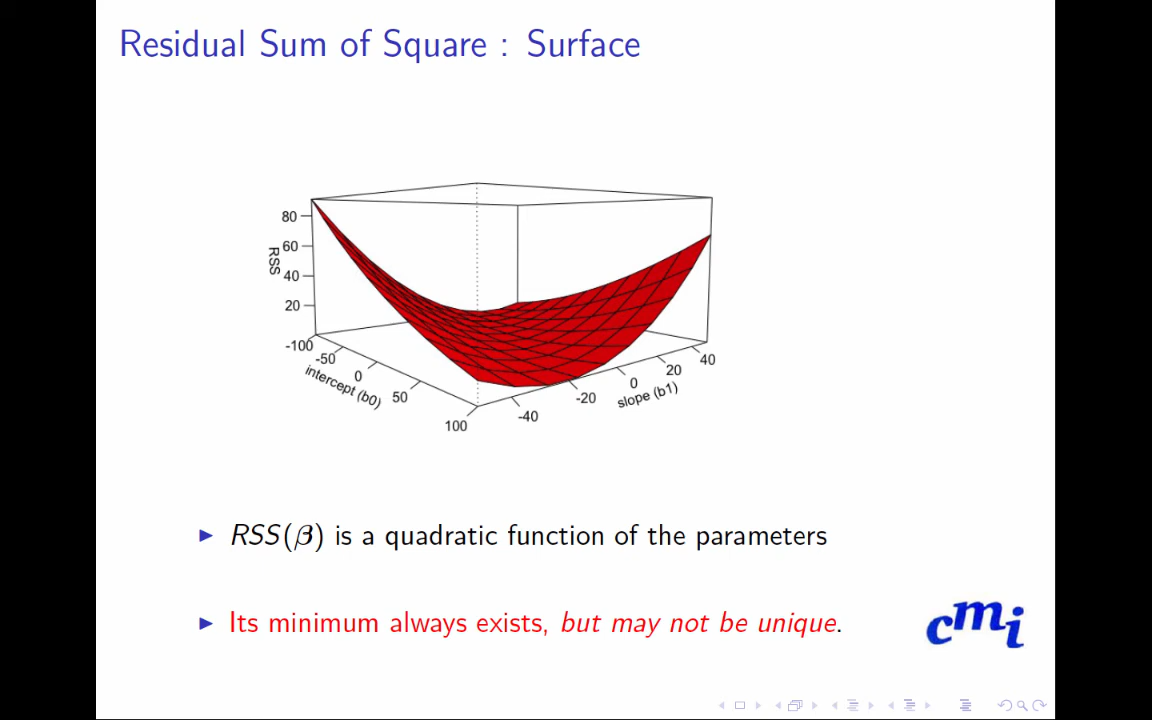 Residual Sum of Square : Surface
80
60
40
20
RSS
-100
-50
0
50
100
intercept (b0)
-40
-20
0
20
40
slope (b1)
RSS(β) is a quadratic function of the parameters
Its minimum always exists, but may not be unique.
cmi